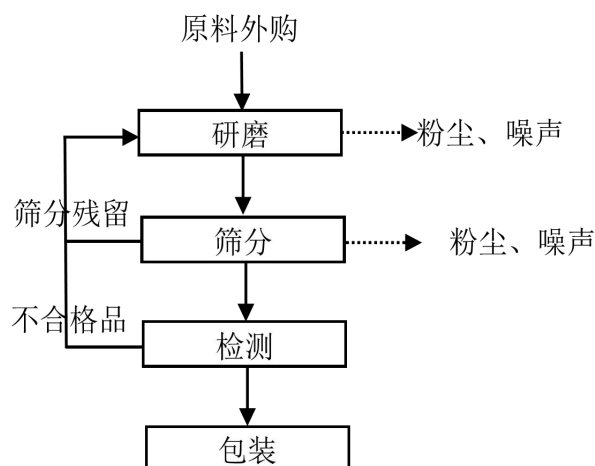 原料外购
研磨
粉尘、噪声
筛分残留
筛分
粉尘、噪声
不合格品
检测
包装